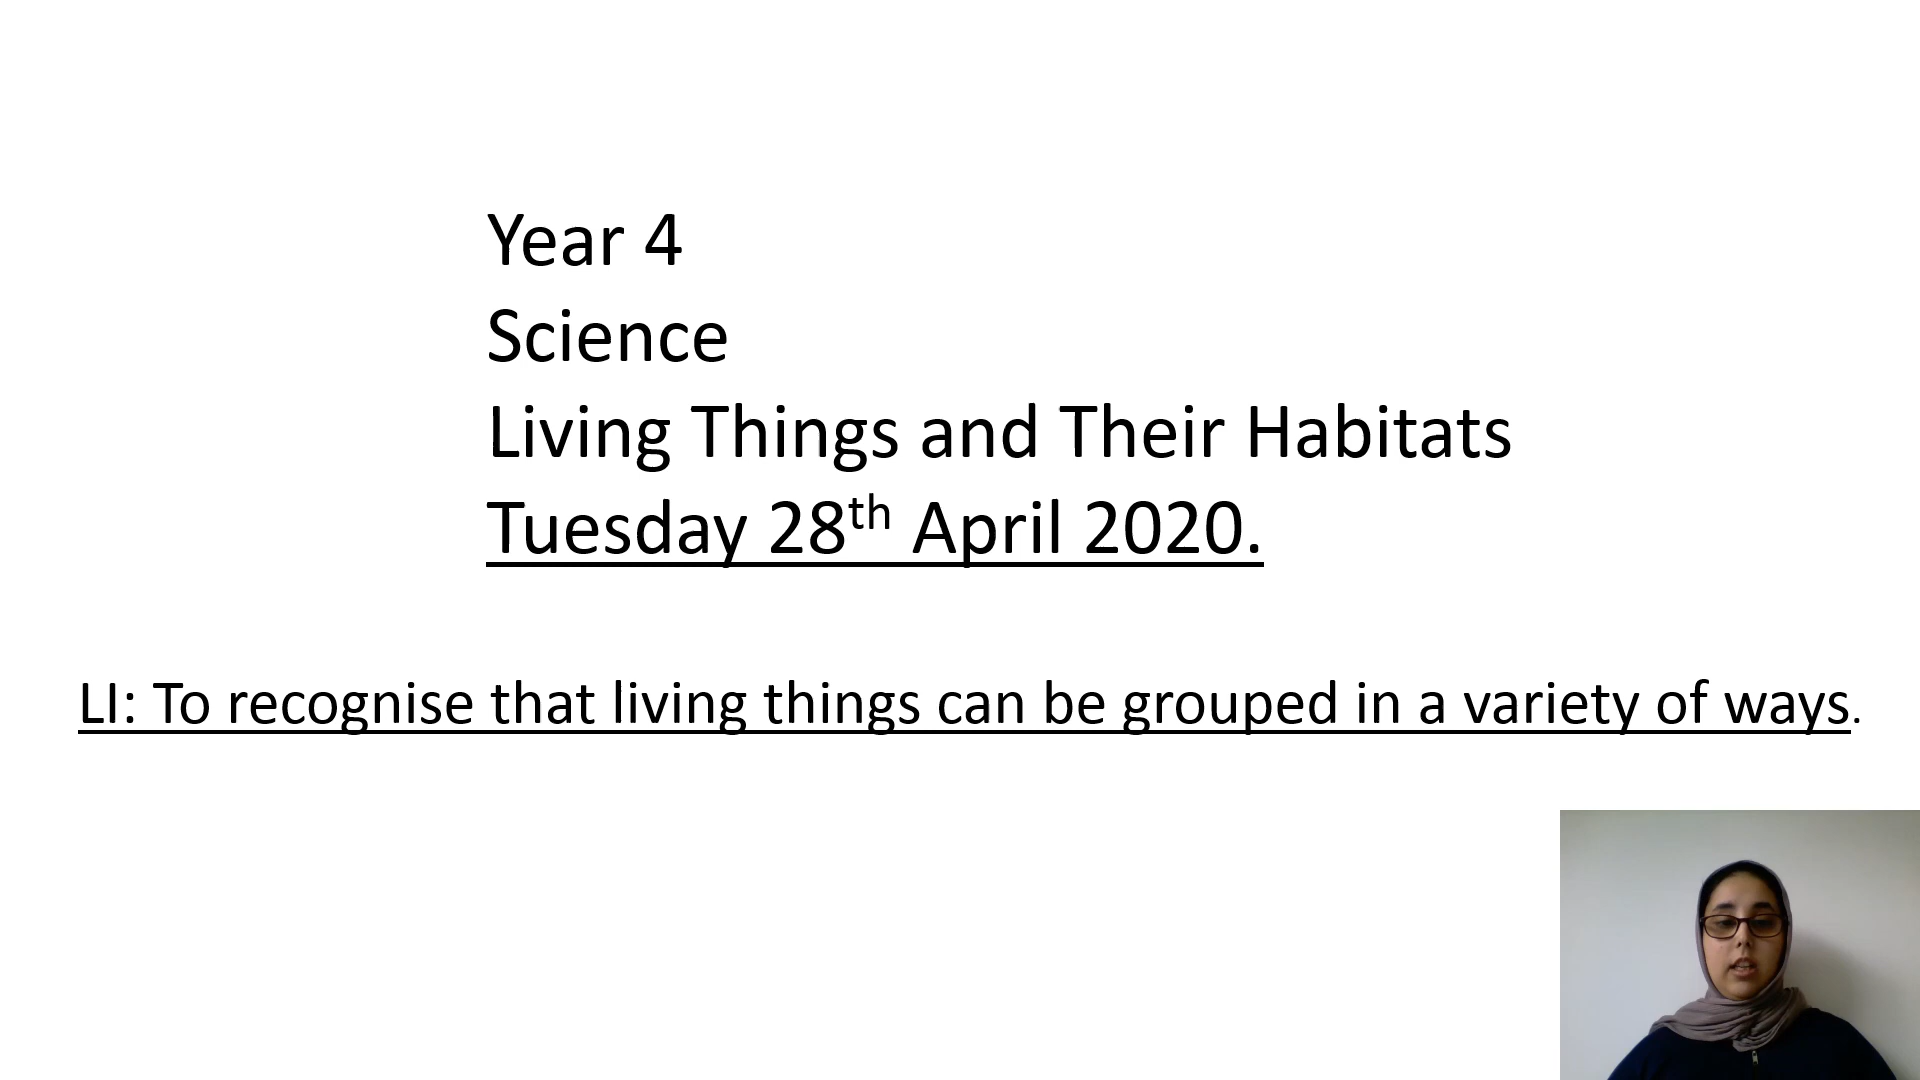 Year 4
Science
Living Things and Their Habitats
Tuesday 28th April 2020.
LI: To recognise that living things can be grouped in a variety of ways.